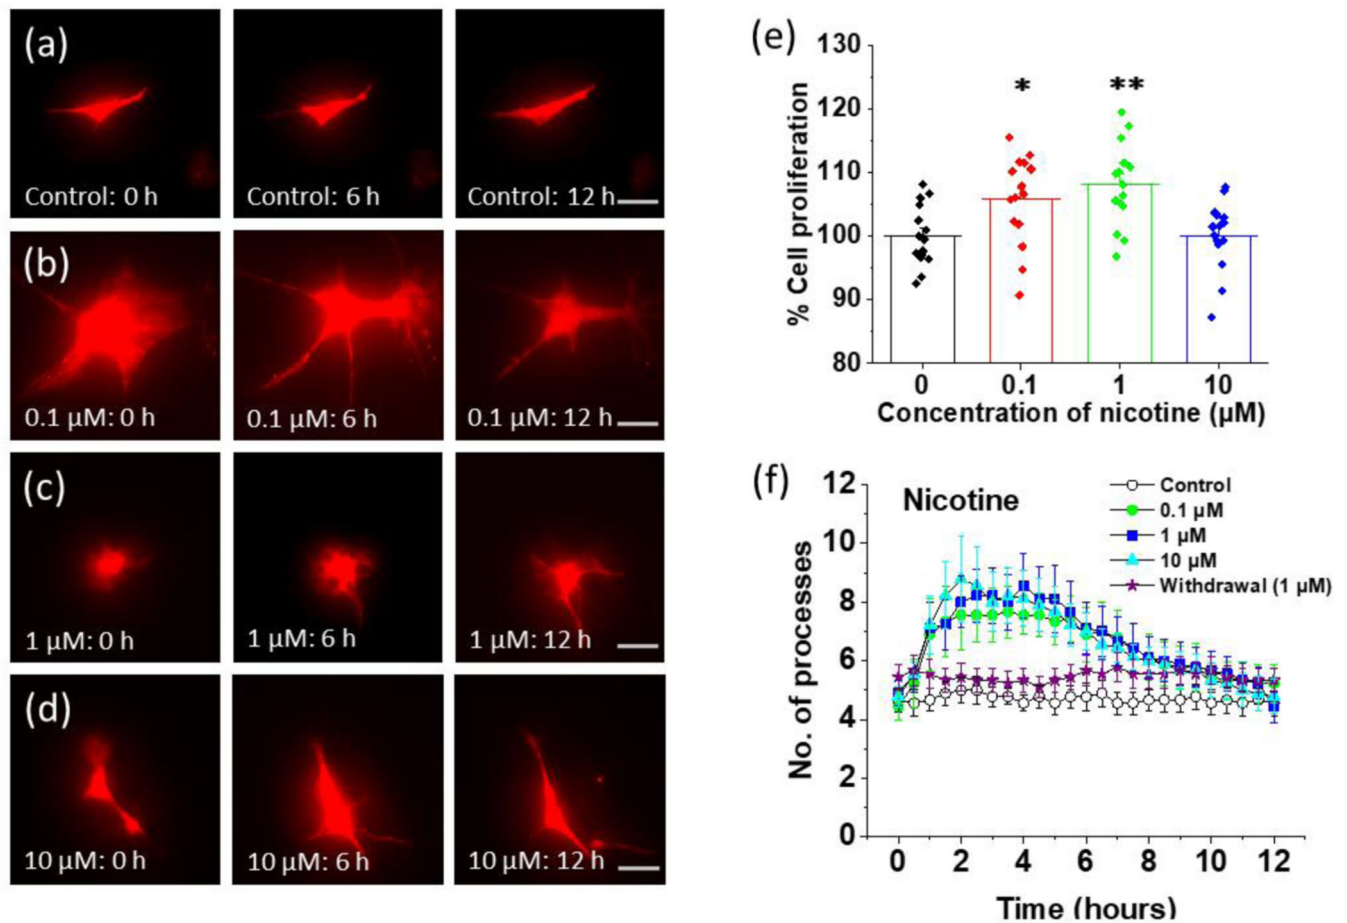 (a)
Control: 0 h
Control: 6 h
Control: 12 h
(b)
0.1 µM: 0 h
0.1 µM: 6 h
0.1 µM: 12 h
(c)
1 µM: 0 h
1 µM: 6 h
1 µM: 12 h
(d)
10 µM: 0 h
10 µM: 6 h
10 µM: 12 h
(e)
% Cell proliferation
130
120
110
100
90
80
*
**
0 0.1 1 10
Concentration of nicotine (µM)
(f)
Nicotine
Control
0.1 µM
1 µM
10 µM
Withdrawal (1 µM)
No. of processes
12
10
8
6
4
2
0
0 2 4 6 8 10 12
Time (hours)